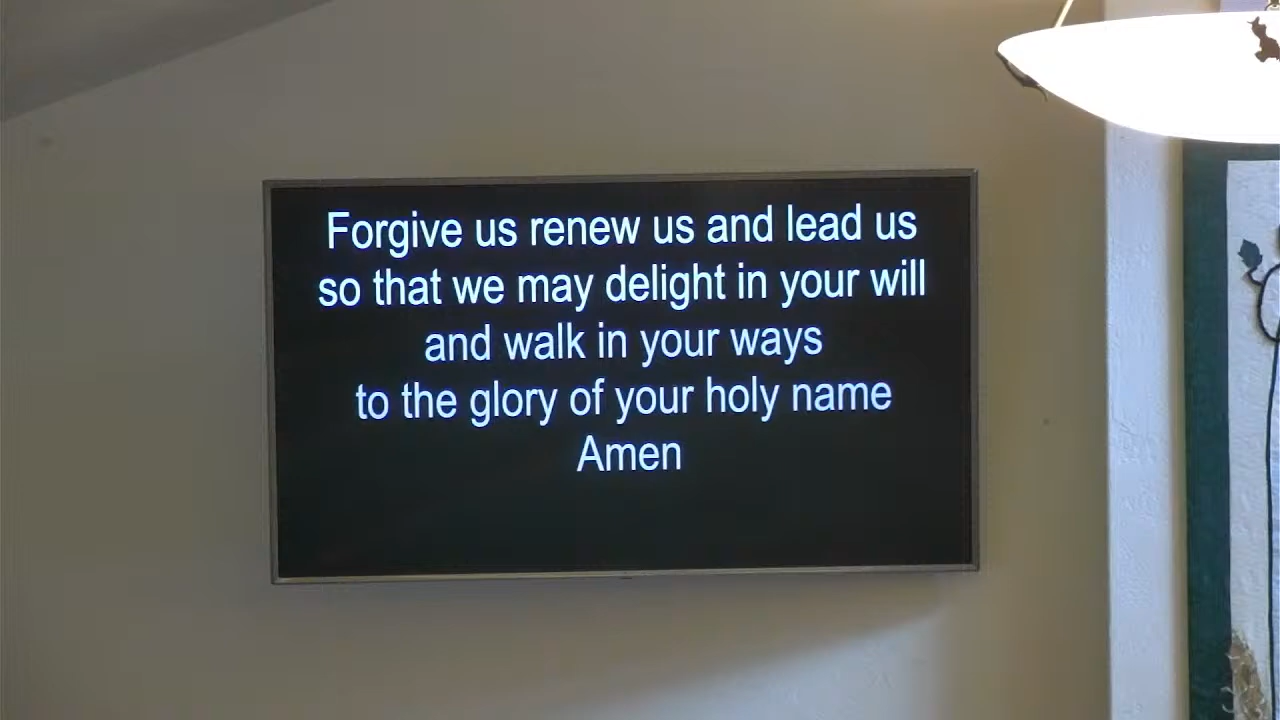 Forgive us renew us and lead us
so that we may delight in your will
and walk in your ways
to the glory of your holy name
Amen